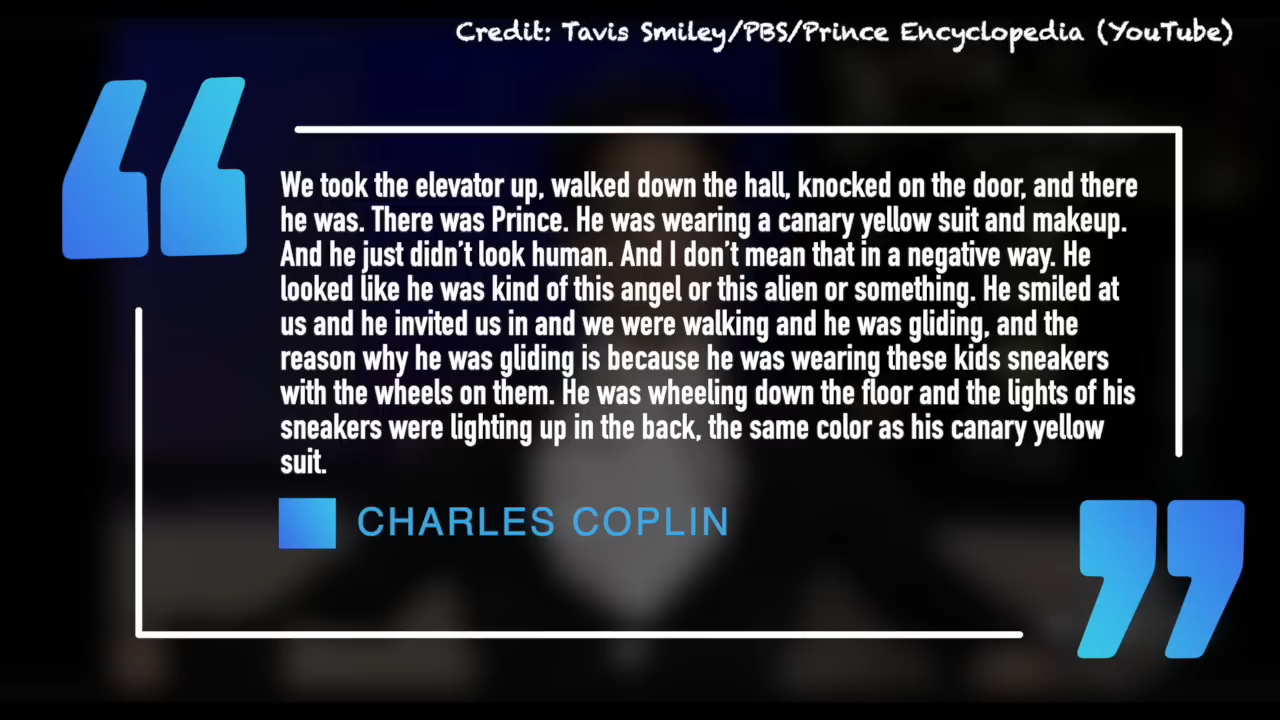 Credit: Tavis Smiley/PBS/Prince Encyclopedia (YouTube)
“
We took the elevator up, walked down the hall, knocked on the door, and there
he was. There was Prince. He was wearing a canary yellow suit and makeup.
And he just didn’t look human. And I don’t mean that in a negative way. He
looked like he was kind of this angel or this alien or something. He smiled at
us and he invited us in and we were walking and he was gliding, and the
reason why he was gliding is because he was wearing these kids sneakers
with the wheels on them. He was wheeling down the floor and the lights of his
sneakers were lighting up in the back, the same color as his canary yellow
suit.
CHARLES COPLIN
”